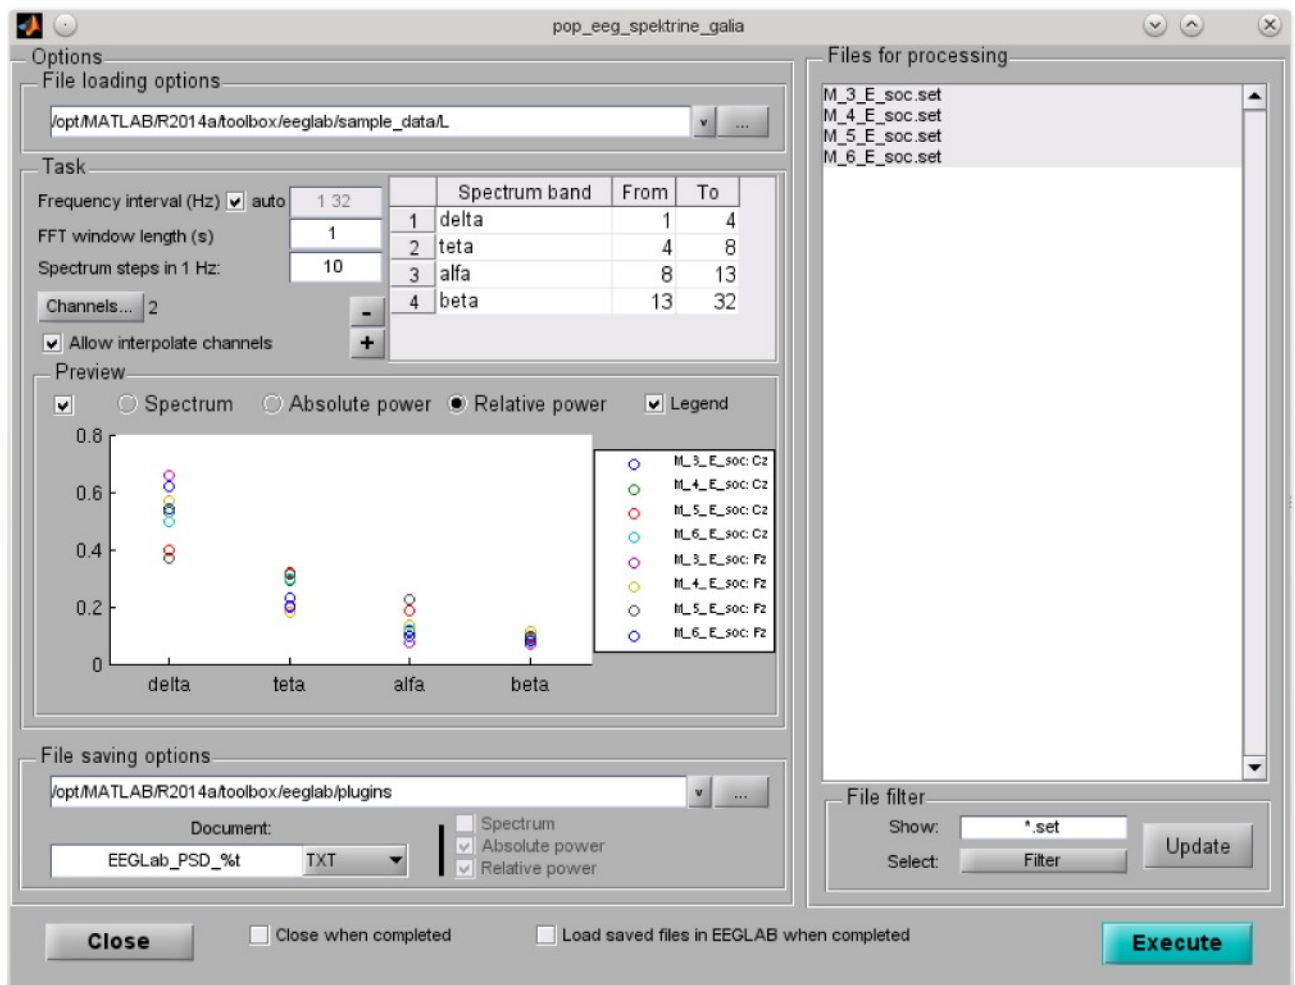 pop_eeg_spektrine_galia
Options
File loading options
/opt/MATLAB/R2014a/toolbox/eeglab/sample_data/L
v ...
Task
Frequency interval (Hz) auto 1 32
FFT window length (s) 1
Spectrum steps in 1 Hz: 10
Channels... 2
Allow interpolate channels
-
+
Spectrum band From To
1 delta 1 4
2 teta 4 8
3 alfa 8 13
4 beta 13 32
Preview
Spectrum Absolute power Relative power Legend
0.8
0.6
0.4
0.2
0
delta teta alfa beta
M_3_E_soc: Cz
M_4_E_soc: Cz
M_5_E_soc: Cz
M_6_E_soc: Cz
M_3_E_soc: Fz
M_4_E_soc: Fz
M_5_E_soc: Fz
M_6_E_soc: Fz
File saving options
/opt/MATLAB/R2014a/toolbox/eeglab/plugins
v ...
Document:
EEGLab_PSD_%t TXT
Spectrum
Absolute power
Relative power
Files for processing
M_3_E_soc.set
M_4_E_soc.set
M_5_E_soc.set
M_6_E_soc.set
File filter
Show: *.set
Select: Filter
Update
Close
Close when completed
Load saved files in EEGLAB when completed
Execute